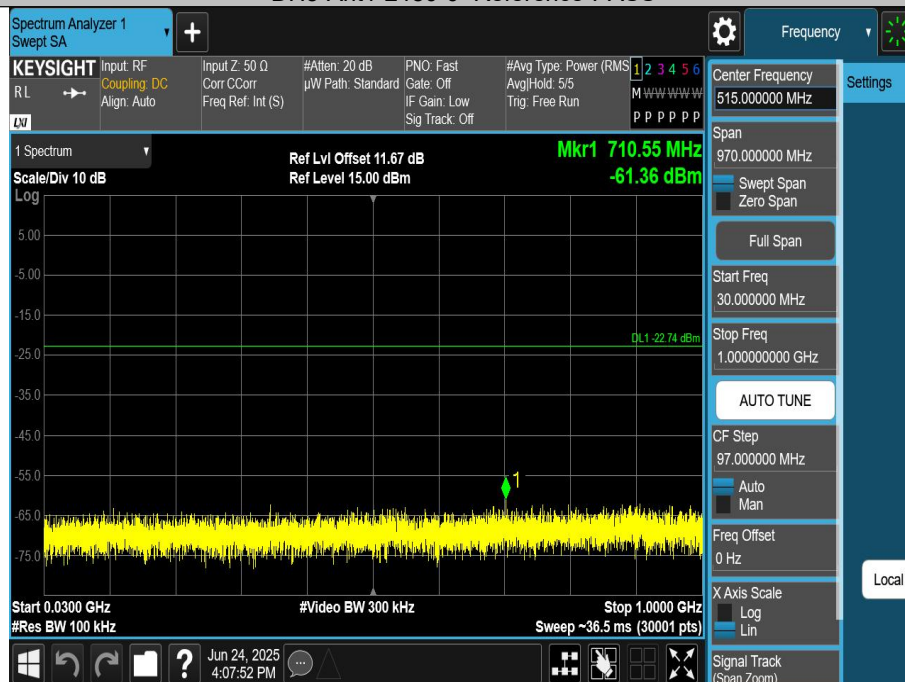 Spectrum Analyzer 1
Swept SA
Frequency
KEYSIGHT
RL
LXI
Input: RF
Coupling: DC
Align: Auto
Input Z: 50 Ω
Corr CCorr
Freq Ref: Int (S)
#Atten: 20 dB
µW Path: Standard
PNO: Fast
Gate: Off
IF Gain: Low
Sig Track: Off
#Avg Type: Power (RMS
Avg|Hold: 5/5
Trig: Free Run
1 2 3 4 5 6
M W W W W W
P P P P P P
1 Spectrum
Scale/Div 10 dB
Log
Ref Lvl Offset 11.67 dB
Ref Level 15.00 dBm
Mkr1 710.55 MHz
-61.36 dBm
5.00
-5.00
-15.0
DL1 -22.74 dBm
-25.0
-35.0
-45.0
-55.0
1
-65.0
-75.0
Start 0.0300 GHz
#Res BW 100 kHz
#Video BW 300 kHz
Stop 1.0000 GHz
Sweep ~36.5 ms (30001 pts)
?
Jun 24, 2025
4:07:52 PM
Center Frequency
515.000000 MHz
Settings
Span
970.000000 MHz
Swept Span
Zero Span
Full Span
Start Freq
30.000000 MHz
Stop Freq
1.000000000 GHz
AUTO TUNE
CF Step
97.000000 MHz
Auto
Man
Freq Offset
0 Hz
Local
X Axis Scale
Log
Lin
Signal Track
(Span Zoom)